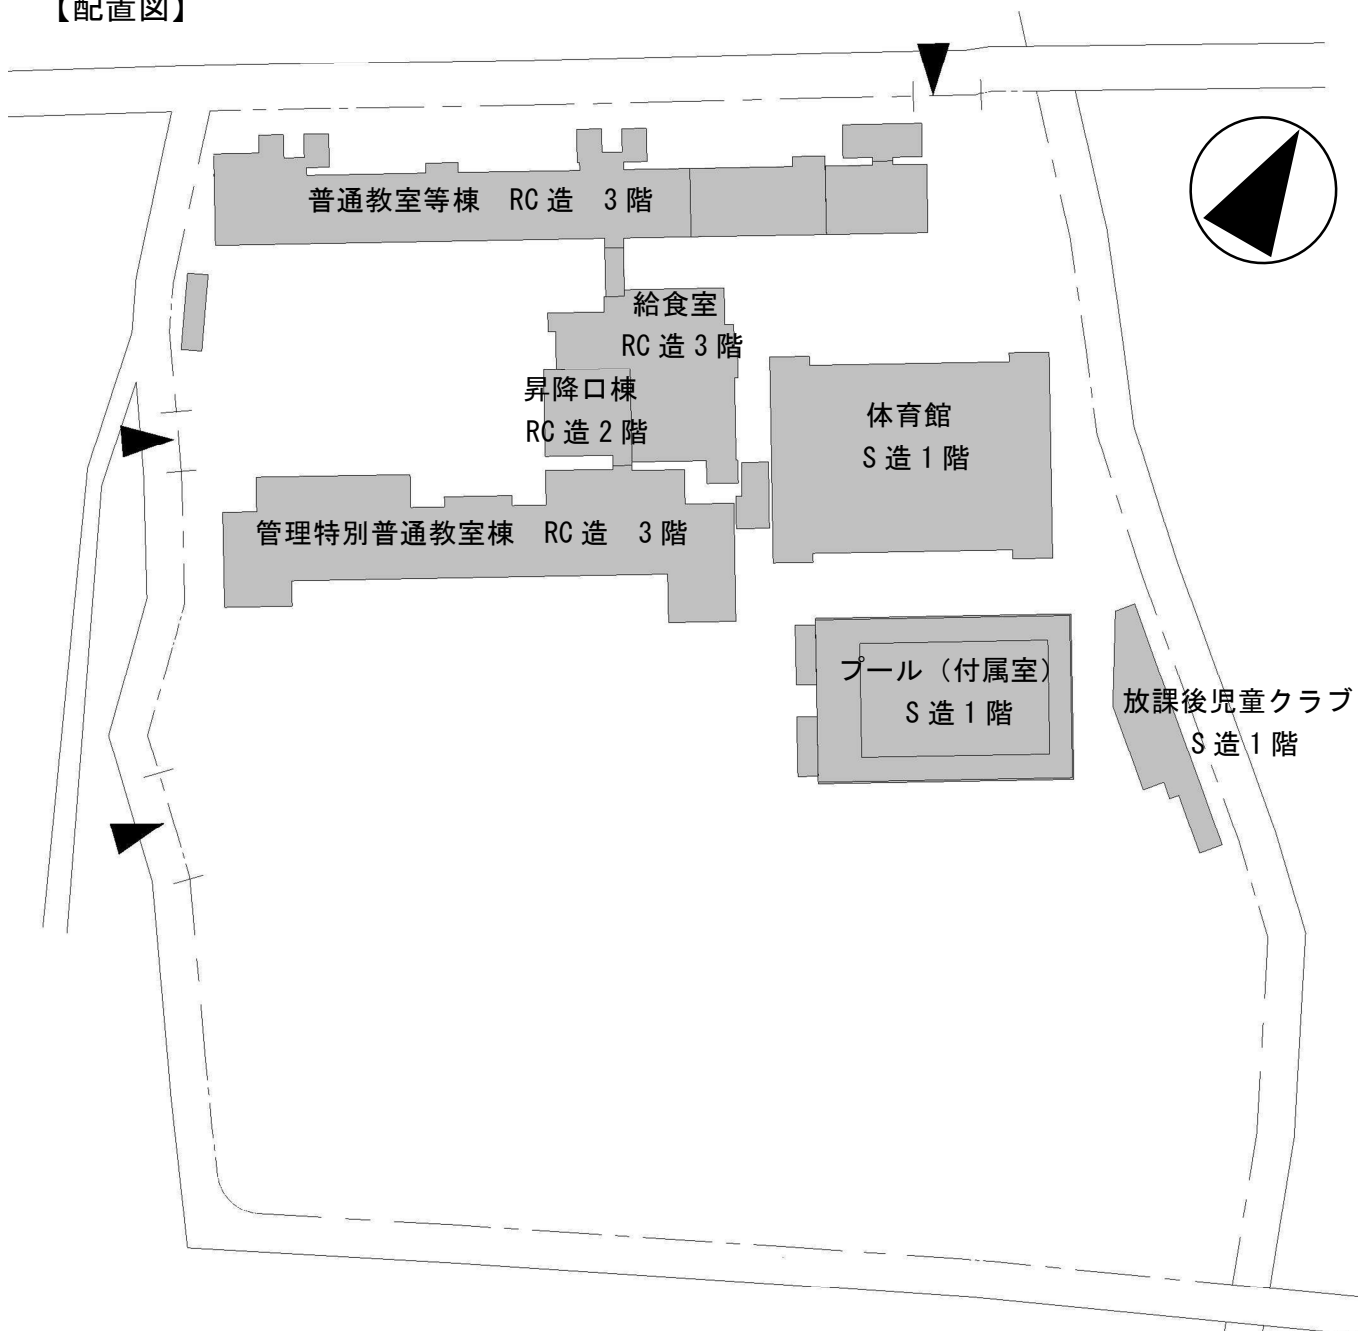 【配置図】
普通教室等棟　RC造　3階
給食室
RC造3階
昇降口棟
RC造2階
体育館
S造1階
管理特別普通教室棟　RC造　3階
プール（付属室）
S造1階
放課後児童クラブ
S造1階